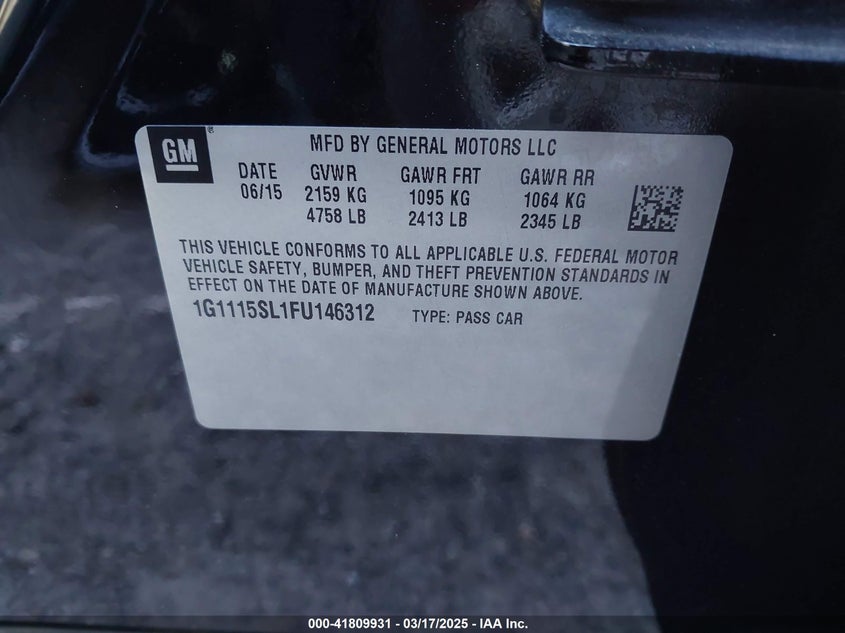 GM®
MFD BY GENERAL MOTORS LLC
DATE GVWR GAWR FRT GAWR RR
06/15 2159 KG 1095 KG 1064 KG
4758 LB 2413 LB 2345 LB
THIS VEHICLE CONFORMS TO ALL APPLICABLE U.S. FEDERAL MOTOR
VEHICLE SAFETY, BUMPER, AND THEFT PREVENTION STANDARDS IN
EFFECT ON THE DATE OF MANUFACTURE SHOWN ABOVE.
1G1115SL1FU146312 TYPE: PASS CAR
000-41809931 - 03/17/2025 - IAA Inc.